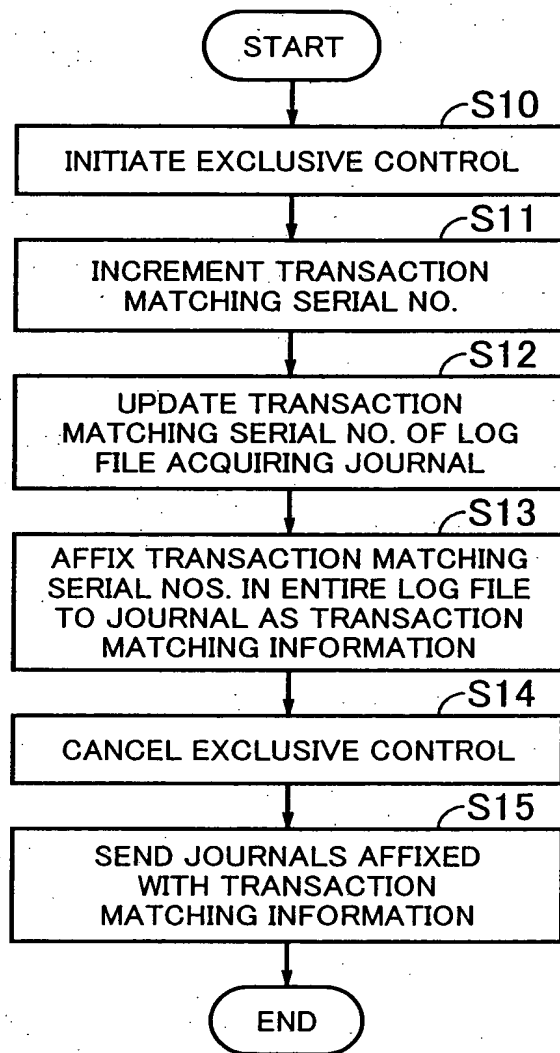 START
S10
INITIATE EXCLUSIVE CONTROL
S11
INCREMENT TRANSACTION
MATCHING SERIAL NO.
S12
UPDATE TRANSACTION
MATCHING SERIAL NO. OF LOG
FILE ACQUIRING JOURNAL
S13
AFFIX TRANSACTION MATCHING
SERIAL NOS. IN ENTIRE LOG FILE
TO JOURNAL AS TRANSACTION
MATCHING INFORMATION
S14
CANCEL EXCLUSIVE CONTROL
S15
SEND JOURNALS AFFIXED
WITH TRANSACTION
MATCHING INFORMATION
END